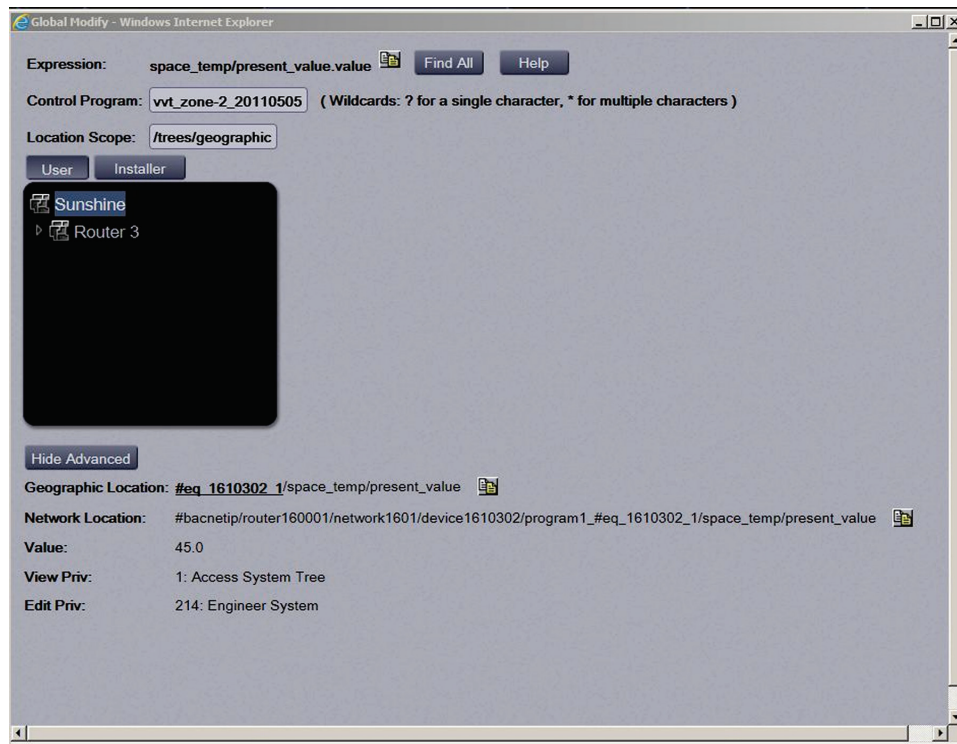 Global Modify - Windows Internet Explorer
Expression: space_temp/present_value.value Find All Help
Control Program: vvt_zone-2_20110505 ( Wildcards: ? for a single character, * for multiple characters )
Location Scope: /trees/geographic
User Installer
Sunshine
Router 3
Hide Advanced
Geographic Location: #eq_1610302_1/space_temp/present_value
Network Location: #bacnetip/router160001/network1601/device1610302/program1_#eq_1610302_1/space_temp/present_value
Value: 45.0
View Priv: 1: Access System Tree
Edit Priv: 214: Engineer System